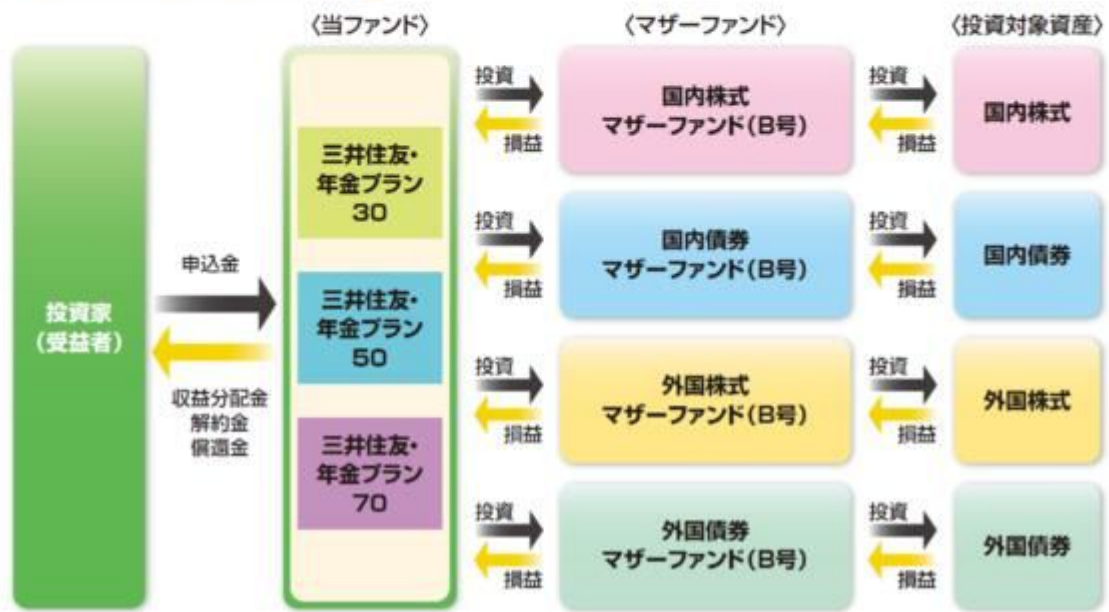 〈当ファンド〉
〈マザーファンド〉
〈投資対象資産〉
投資家
(受益者)
申込金
収益分配金
解約金
償還金
三井住友・
年金プラン
30
三井住友・
年金プラン
50
三井住友・
年金プラン
70
投資
損益
国内株式
マザーファンド(B号)
投資
損益
国内株式
投資
損益
国内債券
マザーファンド(B号)
投資
損益
国内債券
投資
損益
外国株式
マザーファンド(B号)
投資
損益
外国株式
投資
損益
外国債券
マザーファンド(B号)
投資
損益
外国債券